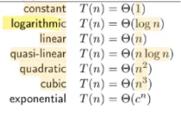 constant T(n) = Θ(1)
logarithmic T(n) = Θ(log n)
linear T(n) = Θ(n)
quasi-linear T(n) = Θ(n log n)
quadratic T(n) = Θ(n²)
cubic T(n) = Θ(n³)
exponential T(n) = Θ(cⁿ)